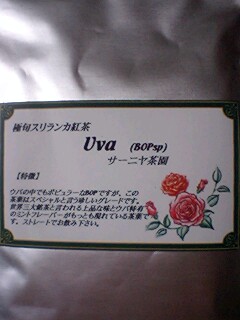 極旬スリランカ紅茶
Uva (BOPsp)
サーニヤ茶園
【特徴】
ウバの中でもポピュラーなBOPですが、この
茶葉はスペシャルと言う珍しいグレードです。
世界三大銘茶と言われる上品な味とウバ特有
のミントフレーバーがもっとも現れている茶葉で
す。ストレートでお飲み下さい。